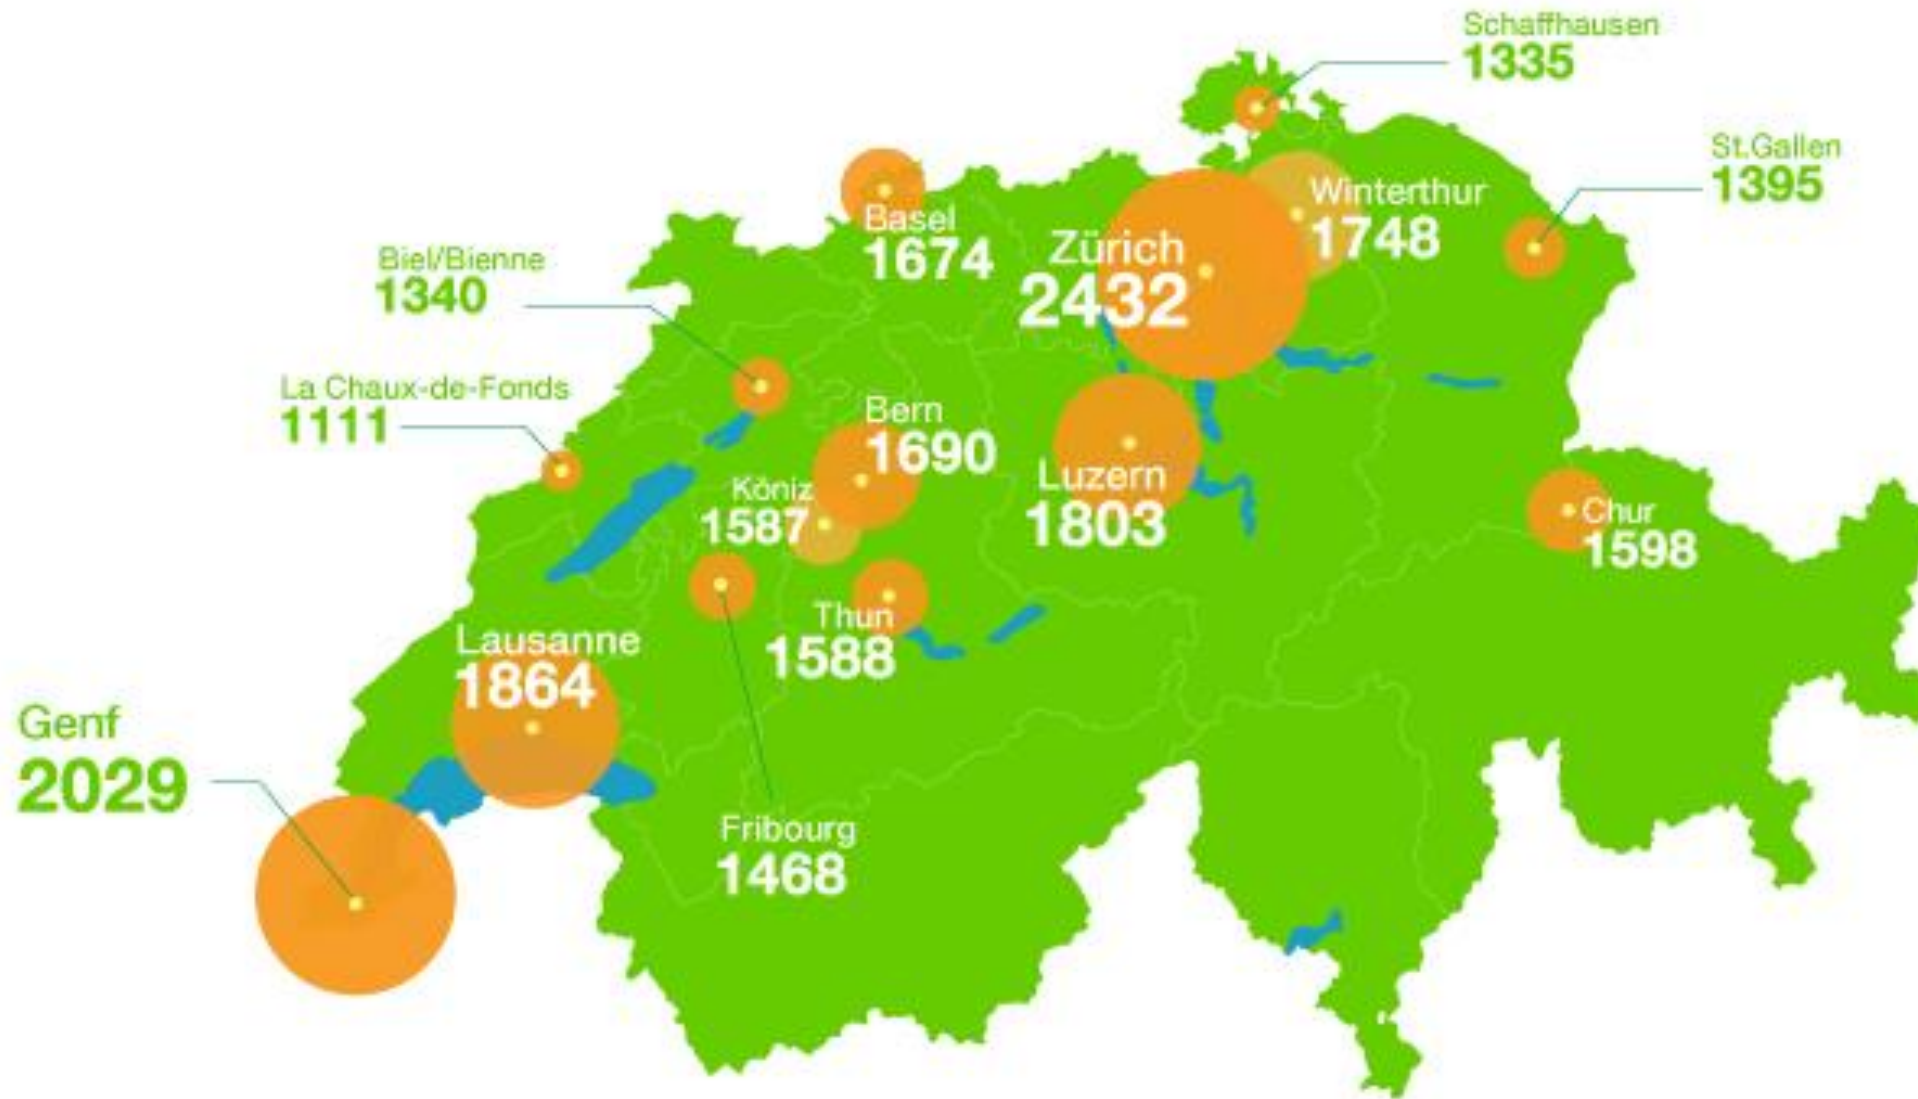 Schaffhausen
1335
St.Gallen
1395
Winterthur
1748
Basel
1674
Zürich
2432
Biel/Bienne
1340
La Chaux-de-Fonds
1111
Bern
1690
Köniz
1587
Luzern
1803
Chur
1598
Thun
1588
Lausanne
1864
Genf
2029
Fribourg
1468